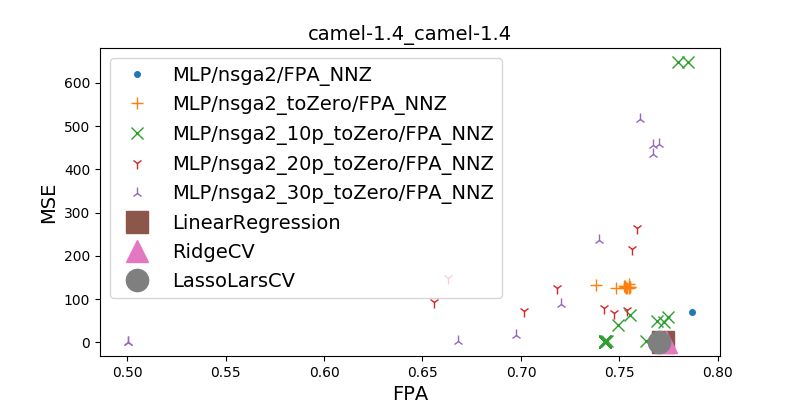 camel-1.4_camel-1.4
MSE
600
500
400
300
200
100
0
MLP/nsga2/FPA_NNZ
MLP/nsga2_toZero/FPA_NNZ
MLP/nsga2_10p_toZero/FPA_NNZ
MLP/nsga2_20p_toZero/FPA_NNZ
MLP/nsga2_30p_toZero/FPA_NNZ
LinearRegression
RidgeCV
LassoLarsCV
0.50 0.55 0.60 0.65 0.70 0.75 0.80
FPA